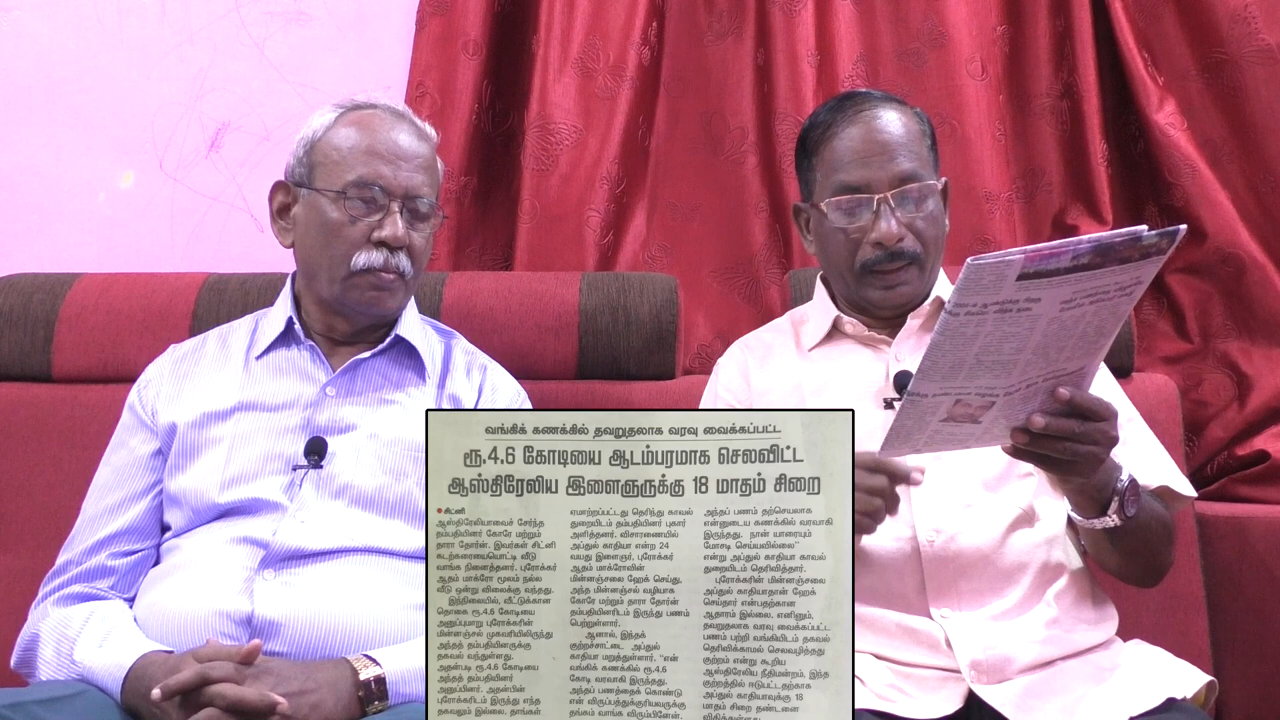 வங்கிக் கணக்கில் தவறுதலாக வரவு வைக்கப்பட்ட
ரூ.4.6 கோடியை ஆடம்பரமாக செலவிட்ட
ஆஸ்திரேலிய இளைஞருக்கு 18 மாதம் சிறை
சிட்னி
ஆஸ்திரேலியாவைச் சேர்ந்த
தம்பதியினர் கோரே மற்றும்
தாரா தோர்ன். இவர்கள் சிட்னி
கடற்கரையையொட்டி வீடு
வாங்க நினைத்தனர். புரோக்கர்
ஆதம் மாக்ரோ மூலம் நல்ல
வீடு ஒன்று விலைக்கு வந்தது.
இந்நிலையில், வீட்டுக்கான
தொகை ரூ.4.6 கோடியை
அனுப்புமாறு புரோக்கரின்
மின்னஞ்சல் முகவரியிலிருந்து
அந்தத் தம்பதியினருக்கு
தகவல் வந்துள்ளது.
அதன்படி ரூ.4.6 கோடியை
அந்தத் தம்பதியினர்
அனுப்பினர். அதன்பின்
புரோக்கரிடம் இருந்து எந்த
தகவலும் இல்லை. தாங்கள்
ஏமாற்றப்பட்டது தெரிந்து காவல்
துறையிடம் தம்பதியினர் புகார்
அளித்தனர். விசாரணையில்
அப்துல் காதியா என்ற 24
வயது இளைஞர், புரோக்கர்
ஆதம் மாக்ரோவின்
மின்னஞ்சலை ஹேக் செய்து,
அந்த மின்னஞ்சல் வழியாக
கோரே மற்றும் தாரா தோர்ன்
தம்பதியினரிடம் இருந்து பணம்
பெற்றுள்ளார்.
ஆனால், இந்தக்
குற்றச்சாட்டை அப்துல்
காதியா மறுத்துள்ளார். "என்
வங்கிக் கணக்கில் ரூ.4.6
கோடி வரவாகி இருந்தது.
அந்தப் பணத்தைக் கொண்டு
என் விருப்பத்துக்குரியவருக்கு
தங்கம் வாங்க விரும்பினேன்.
அந்தப் பணம் தற்செயலாக
என்னுடைய கணக்கில் வரவாகி
இருந்தது. நான் யாரையும்
மோசடி செய்யவில்லை"
என்று அப்துல் காதியா காவல்
துறையிடம் தெரிவித்தார்.
புரோக்கரின் மின்னஞ்சலை
அப்துல் காதியாதான் ஹேக்
செய்தார் என்பதற்கான
ஆதாரம் இல்லை. எனினும்,
தவறுதலாக வரவு வைக்கப்பட்ட
பணம் பற்றி வங்கியிடம் தகவல்
தெரிவிக்காமல் செலவழித்தது
குற்றம் என்று கூறிய
ஆஸ்திரேலிய நீதிமன்றம், இந்த
குற்றத்தில் ஈடுபட்டதற்காக
அப்துல் காதியாவுக்கு 18
மாதம் சிறை தண்டனை
விதித்துள்ளது